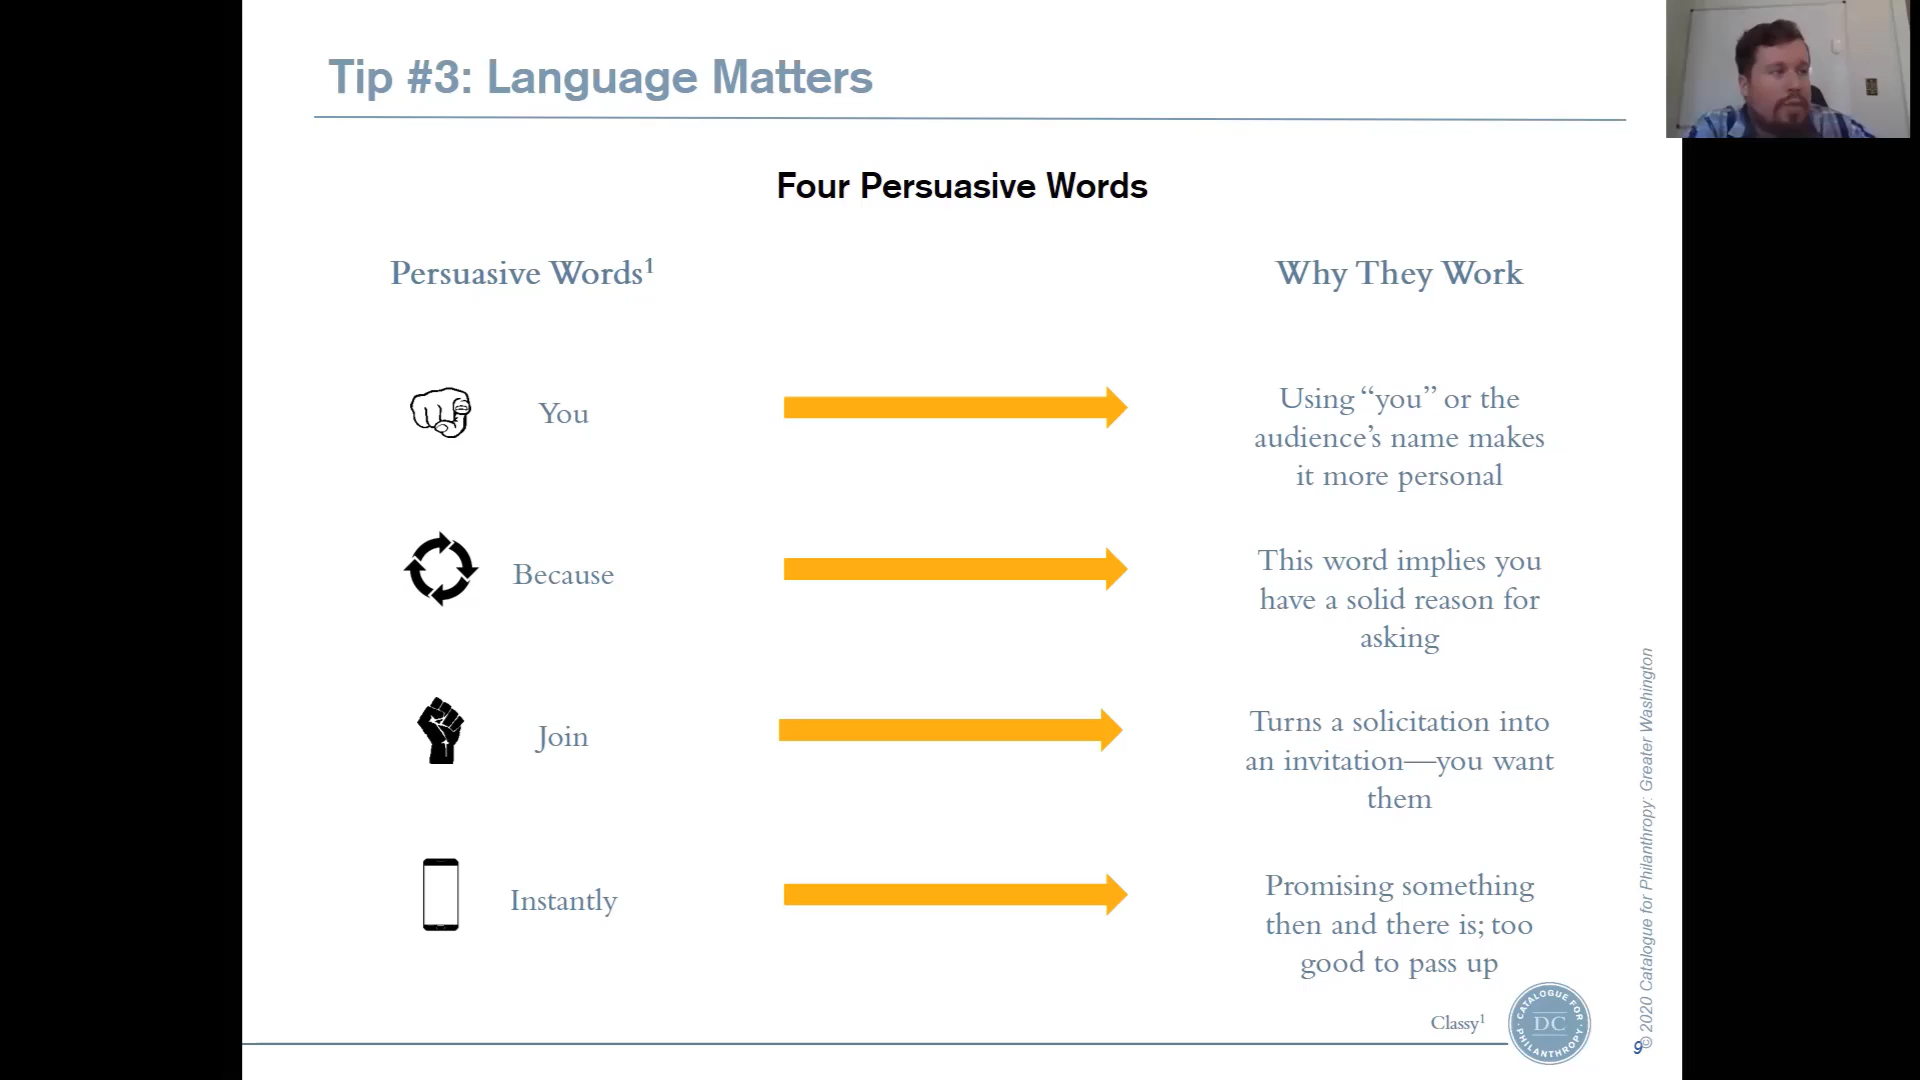 Tip #3: Language Matters
Four Persuasive Words
Persuasive Words¹
Why They Work
You
Using “you” or the
audience’s name makes
it more personal
Because
This word implies you
have a solid reason for
asking
Join
Turns a solicitation into
an invitation—you want
them
Instantly
Promising something
then and there is; too
good to pass up
Classy¹
CATALOGUE FOR
DC
PHILANTHROPY
9
© 2020 Catalogue for Philanthropy: Greater Washington